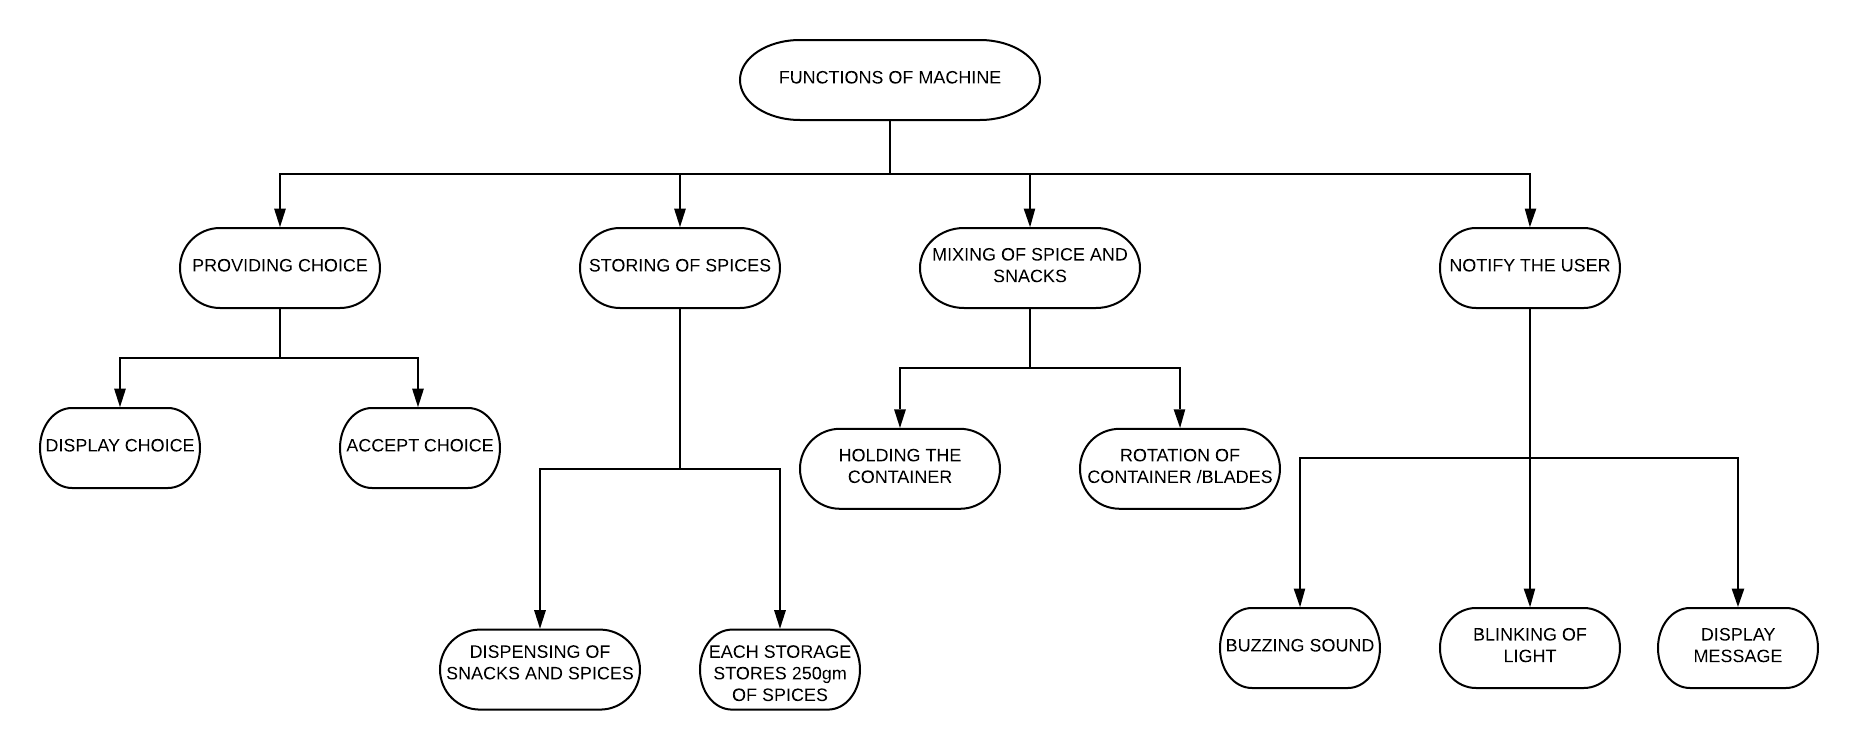 FUNCTIONS OF MACHINE
PROVIDING CHOICE
STORING OF SPICES
MIXING OF SPICE AND
SNACKS
NOTIFY THE USER
DISPLAY CHOICE
ACCEPT CHOICE
HOLDING THE
CONTAINER
ROTATION OF
CONTAINER /BLADES
DISPENSING OF
SNACKS AND SPICES
EACH STORAGE
STORES 250gm
OF SPICES
BUZZING SOUND
BLINKING OF
LIGHT
DISPLAY
MESSAGE